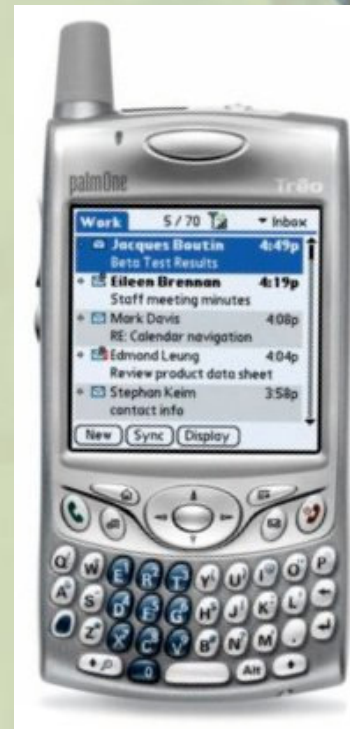 palmOne Treo
Work 5/70 Inbox
Jacques Boutin 4:49p
Beta Test Results
Eileen Brennan 4:19p
Staff meeting minutes
Mark Davis 4:08p
RE: Calendar navigation
Edmond Leung 4:04p
Review product data sheet
Stephan Keim 3:58p
contact info
New Sync Display
Q W E R T Y U I O P
A S D F G H J K L
Z X C V B N M .
0 Alt